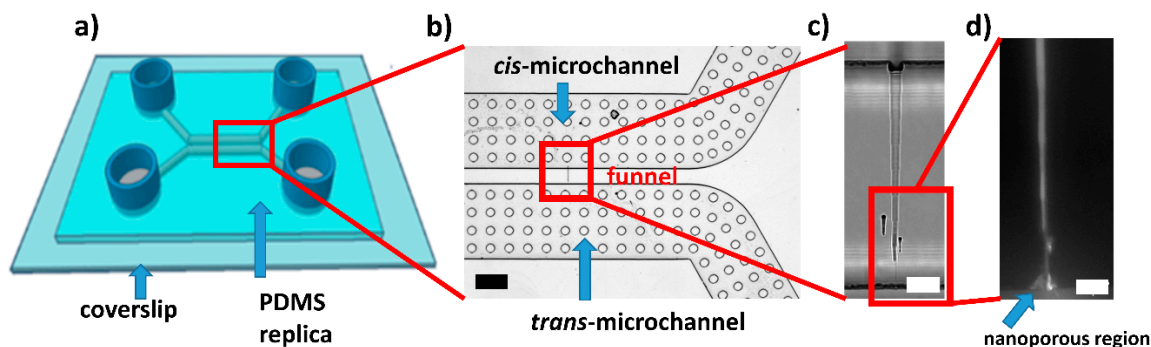 a)
b)
c)
d)
cis-microchannel
funnel
coverslip
PDMS
replica
trans-microchannel
nanoporous region